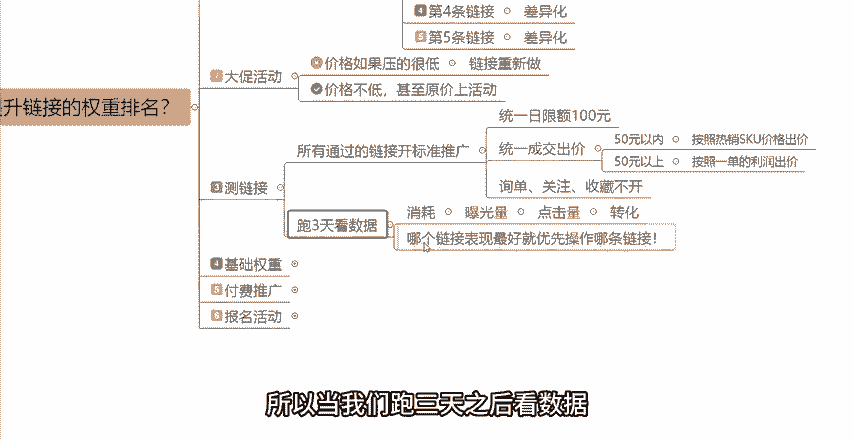 第4条链接 差异化
第5条链接 差异化
大促活动
价格如果压的很低 链接重新做
价格不低，甚至原价上活动
升链接的权重排名？
测链接
所有通过的链接开标准推广
统一日限额100元
统一成交出价
50元以内 按照热销SKU价格出价
50元以上 按照一单的利润出价
询单、关注、收藏不开
跑3天看数据
消耗 曝光量 点击量 转化
哪个链接表现最好就优先操作哪条链接！
4 基础权重
5 付费推广
报名活动
所以当我们跑三天之后看数据